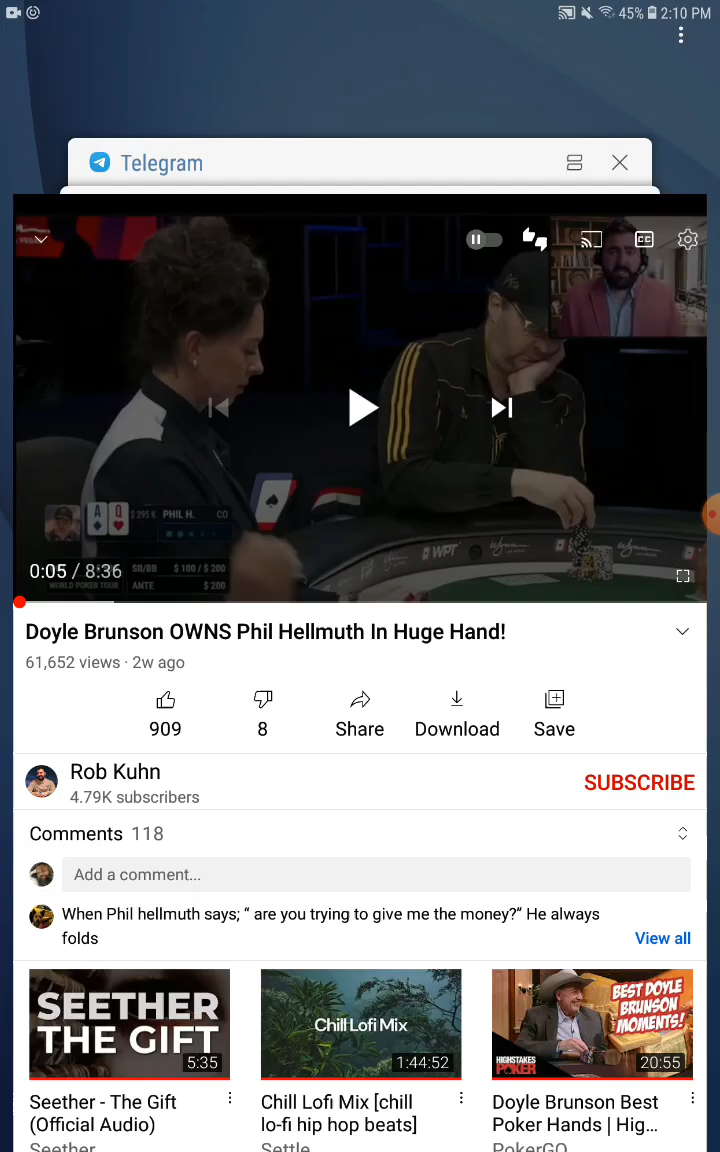 45% 2:10 PM
Telegram
CC
A Q $ 295 K PHIL H. CO
0:05 / 8:36 SB/BB $ 100 / $ 200
WORLD POKER TOUR ANTE $ 200
WPT
Doyle Brunson OWNS Phil Hellmuth In Huge Hand!
61,652 views · 2w ago
909 8 Share Download Save
Rob Kuhn
4.79K subscribers
SUBSCRIBE
Comments 118
Add a comment...
When Phil hellmuth says; “ are you trying to give me the money?” He always
folds
View all
SEETHER
THE GIFT
5:35
Chill Lofi Mix
1:44:52
BEST DOYLE
BRUNSON
MOMENTS!
HIGH STAKES
POKER
20:55
Seether - The Gift
(Official Audio)
Seether
Chill Lofi Mix [chill
lo-fi hip hop beats]
Settle
Doyle Brunson Best
Poker Hands | Hig...
PokerGO